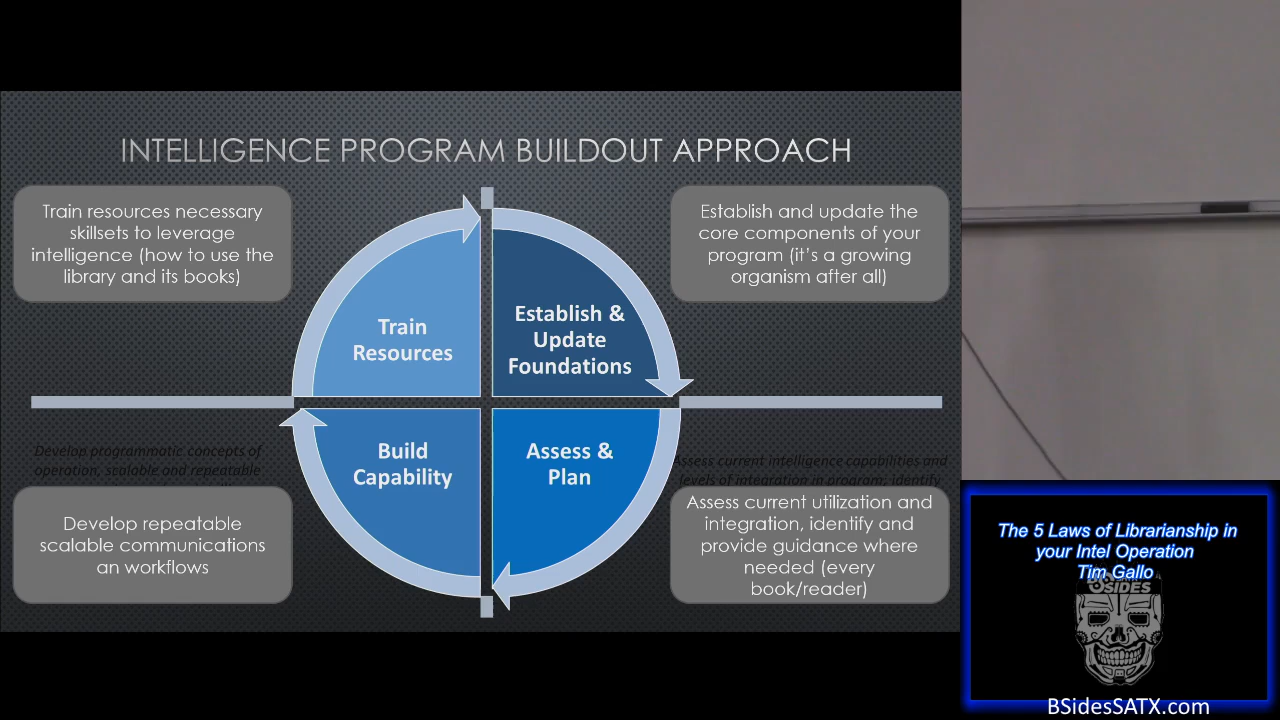 INTELLIGENCE PROGRAM BUILDOUT APPROACH
Train resources necessary
skillsets to leverage
intelligence (how to use the
library and its books)
Establish and update the
core components of your
program (it's a growing
organism after all)
Train
Resources
Establish &
Update
Foundations
Build
Capability
Assess &
Plan
Develop programmatic concepts of
operation, scalable and repeatable
Assess current intelligence capabilities and
levels of integration in program; identify
Develop repeatable
scalable communications
an workflows
Assess current utilization and
integration, identify and
provide guidance where
needed (every
book/reader)
The 5 Laws of Librarianship in
your Intel Operation
Tim Gallo
BSIDES
BSidesSATX.com